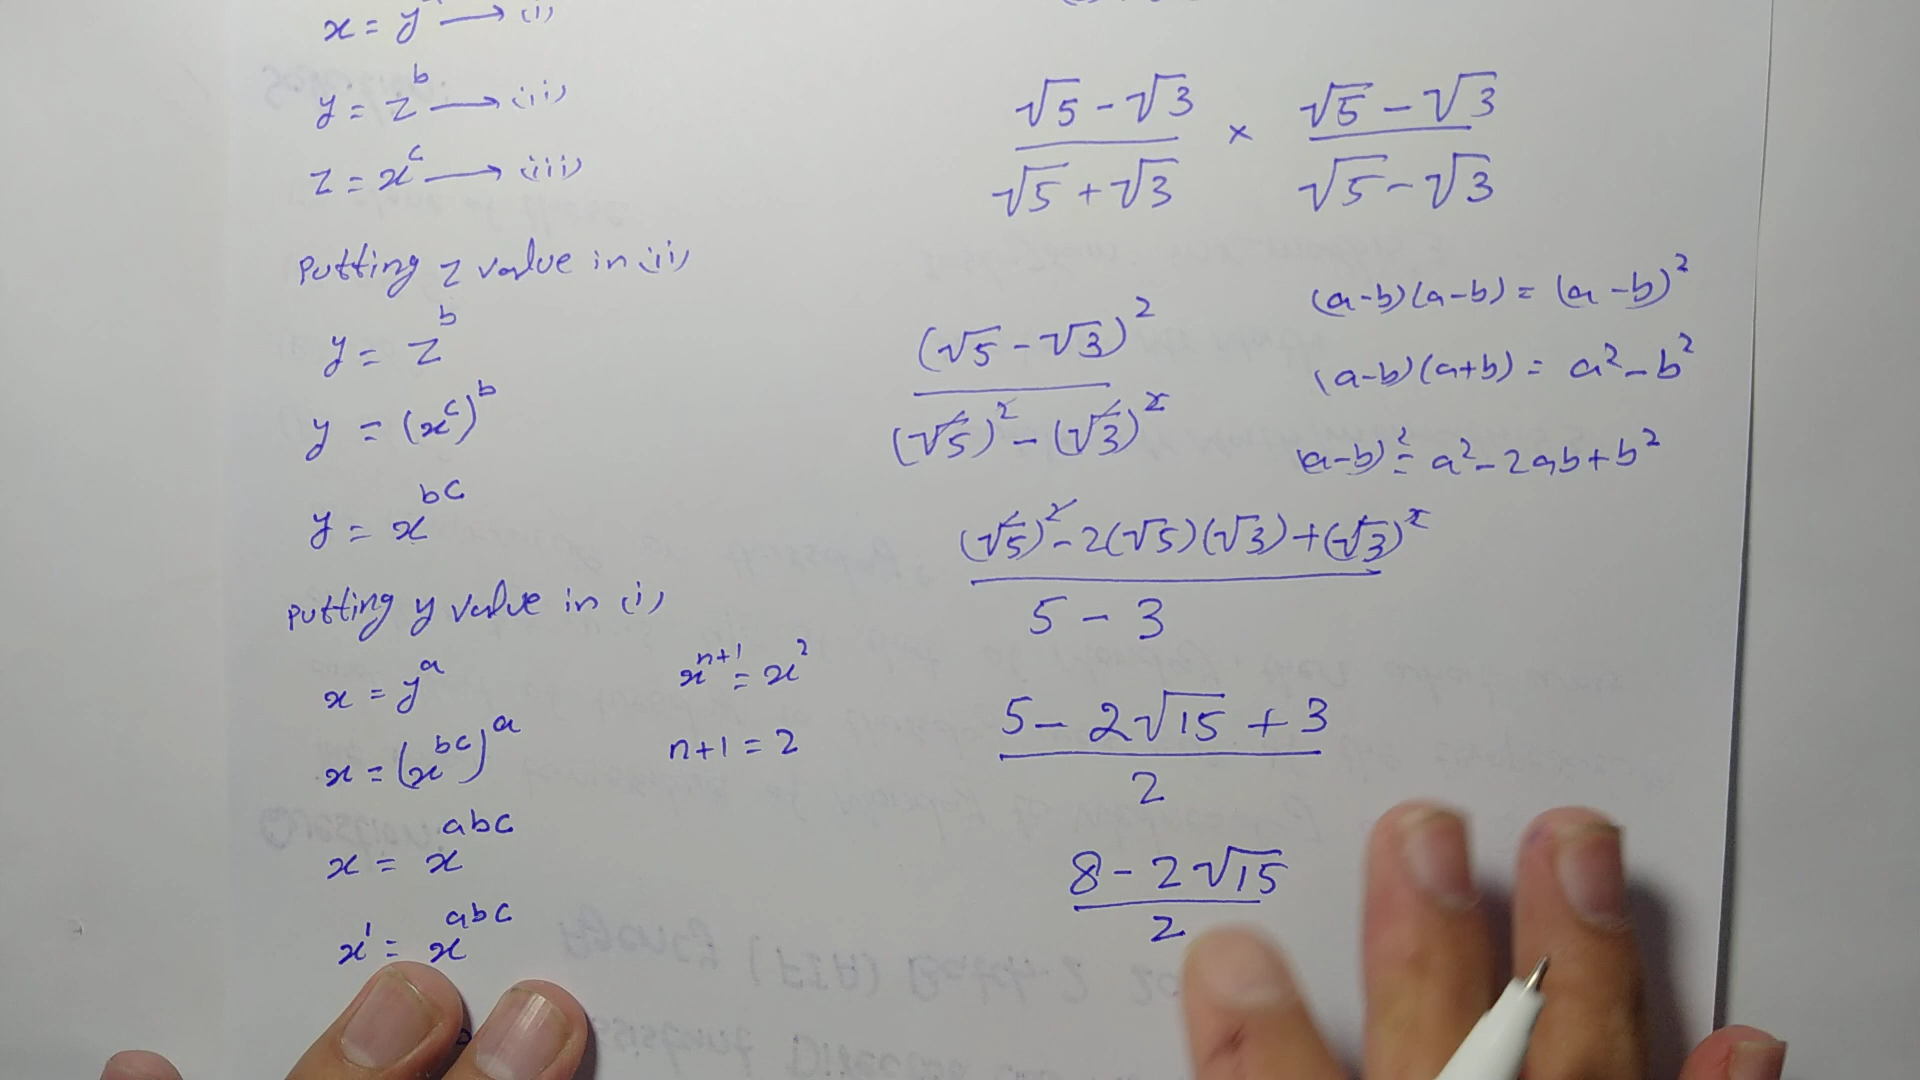 x = y^a → (i)
y = z^b → (ii)
z = x^c → (iii)
Putting z value in (ii)
y = z^b
y = (x^c)^b
y = x^bc
Putting y value in (i)
x = y^a
x = (x^bc)^a
x = x^abc
x^1 = x^abc
x^n+1 = x^2
n+1 = 2
√5 - √3 / √5 + √3 × √5 - √3 / √5 - √3
(√5 - √3)^2 / (√5)^2 - (√3)^2
(a-b)(a-b) = (a-b)^2
(a-b)(a+b) = a^2 - b^2
(a-b)^2 = a^2 - 2ab + b^2
(√5)^2 - 2(√5)(√3) + (√3)^2 / 5 - 3
5 - 2√15 + 3 / 2
8 - 2√15 / 2